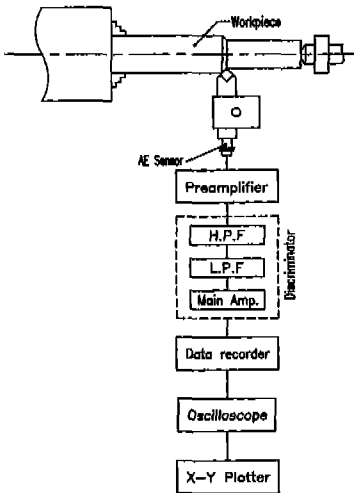 Workpiece
AE Sensor
Preamplifier
H.P.F
L.P.F
Main Amp.
Discriminator
Data recorder
Oscilloscope
X-Y Plotter